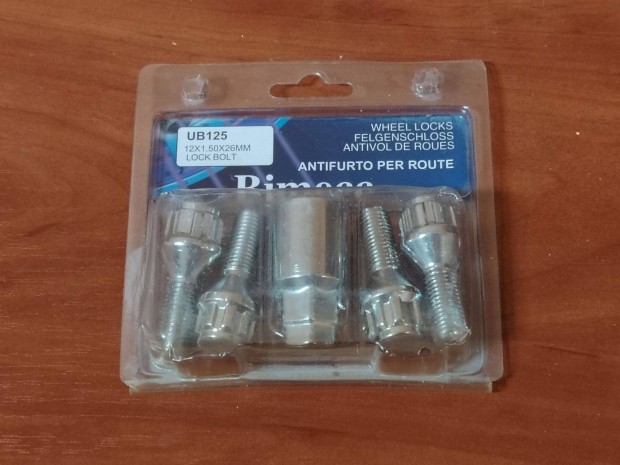 UB125
12X1.50X26MM
LOCK BOLT
WHEEL LOCKS
FELGENSCHLOSS
ANTIVOL DE ROUES
ANTIFURTO PER ROUTE